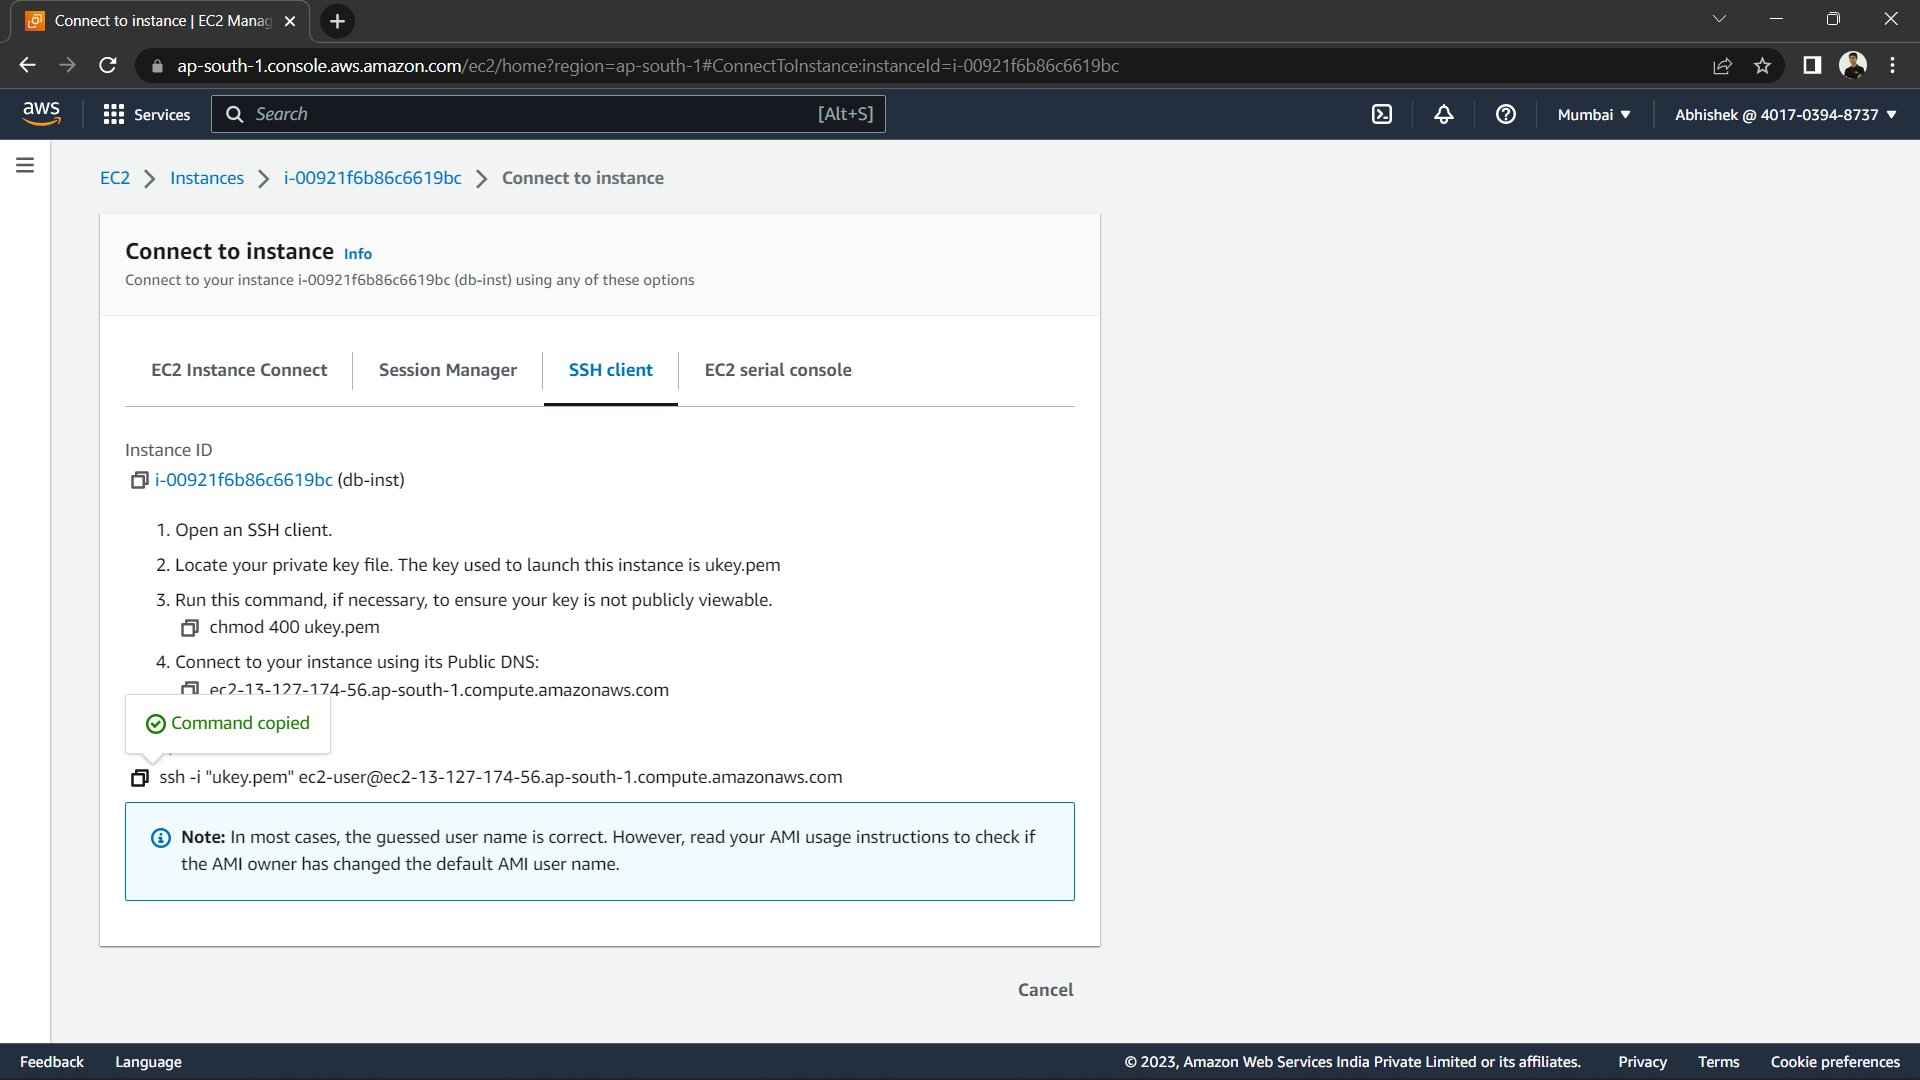 Connect to instance | EC2 Manag
ap-south-1.console.aws.amazon.com/ec2/home?region=ap-south-1#ConnectToInstance:instanceId=i-00921f6b86c6619bc
aws
Services
Search
[Alt+S]
Mumbai
Abhishek @ 4017-0394-8737
EC2
Instances
i-00921f6b86c6619bc
Connect to instance
Connect to instance Info
Connect to your instance i-00921f6b86c6619bc (db-inst) using any of these options
EC2 Instance Connect
Session Manager
SSH client
EC2 serial console
Instance ID
i-00921f6b86c6619bc (db-inst)
1. Open an SSH client.
2. Locate your private key file. The key used to launch this instance is ukey.pem
3. Run this command, if necessary, to ensure your key is not publicly viewable.
chmod 400 ukey.pem
4. Connect to your instance using its Public DNS:
ec2-13-127-174-56.ap-south-1.compute.amazonaws.com
Command copied
ssh -i "ukey.pem" ec2-user@ec2-13-127-174-56.ap-south-1.compute.amazonaws.com
Note: In most cases, the guessed user name is correct. However, read your AMI usage instructions to check if
the AMI owner has changed the default AMI user name.
Cancel
Feedback
Language
© 2023, Amazon Web Services India Private Limited or its affiliates.
Privacy
Terms
Cookie preferences